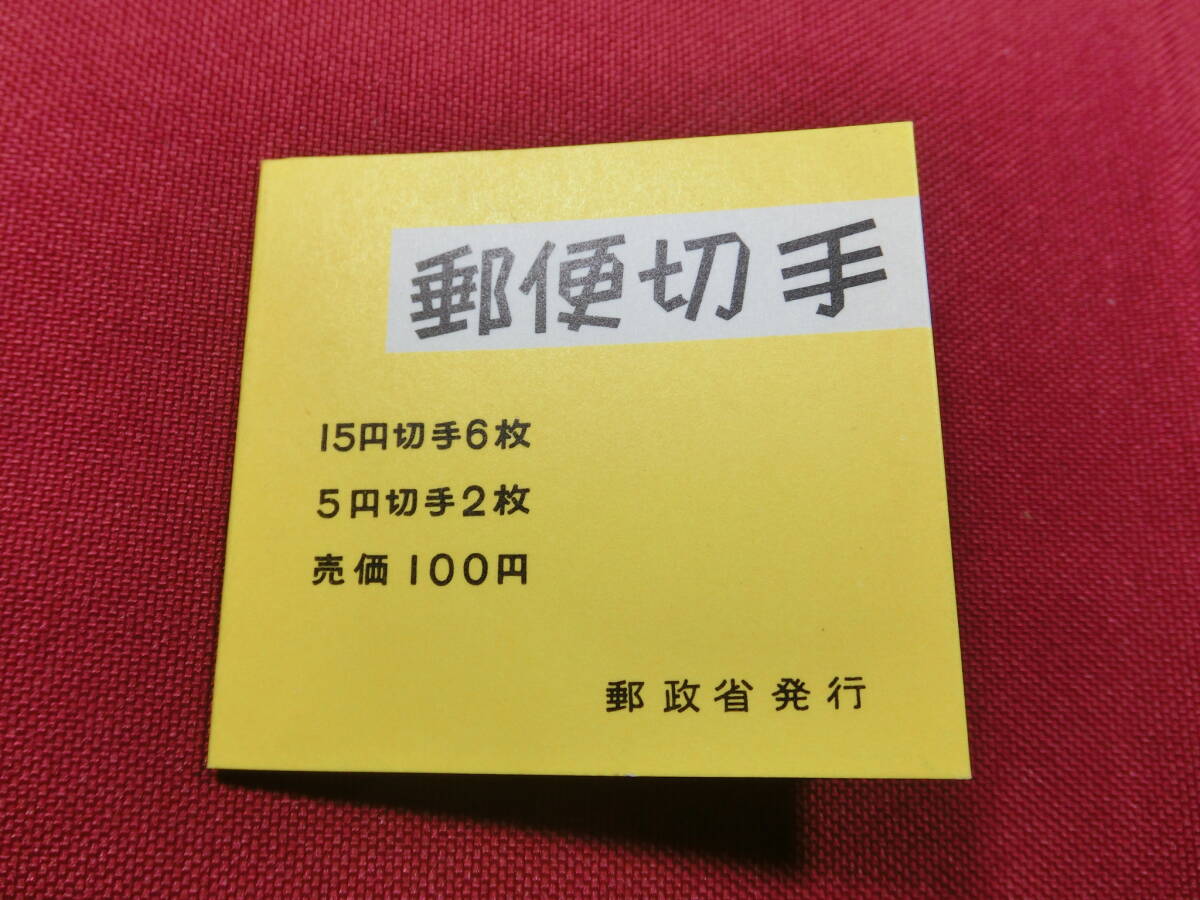 郵便切手
15円切手6枚
5円切手2枚
売価100円
郵政省発行